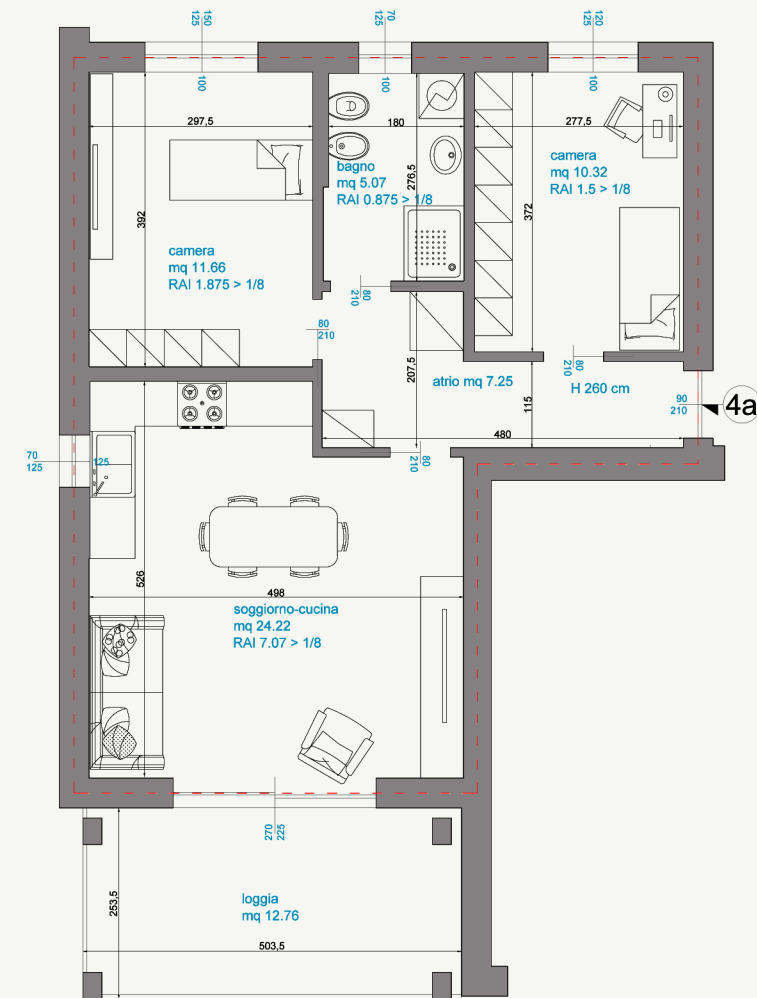 150
125
100
70
125
100
120
125
100
297,5
180
277,5
392
276,5
372
bagno
mq 5.07
RAI 0.875 > 1/8
camera
mq 10.32
RAI 1.5 > 1/8
camera
mq 11.66
RAI 1.875 > 1/8
80
210
80
210
80
210
207,5
atrio mq 7.25
H 260 cm
115
90
210
4a
480
80
210
70
125
125
526
498
soggiorno-cucina
mq 24.22
RAI 7.07 > 1/8
270
225
253,5
loggia
mq 12.76
503,5